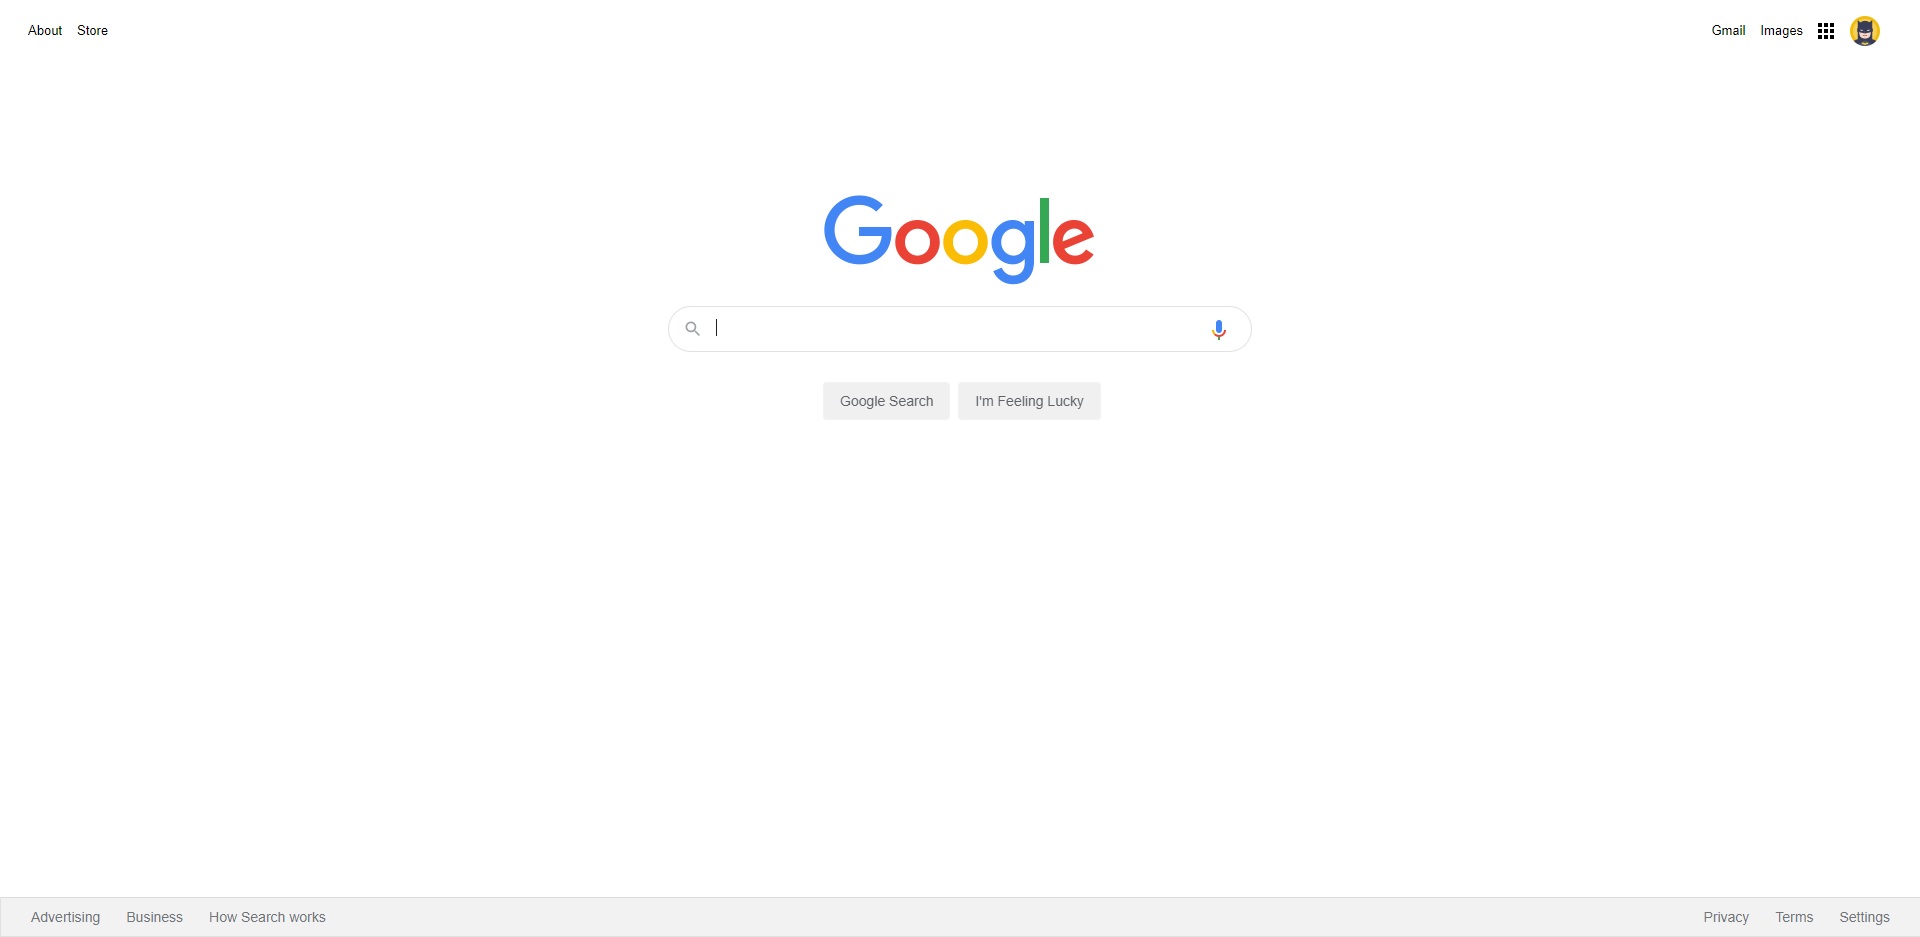 About Store
Gmail Images
Google
Google Search I'm Feeling Lucky
Advertising Business How Search works
Privacy Terms Settings